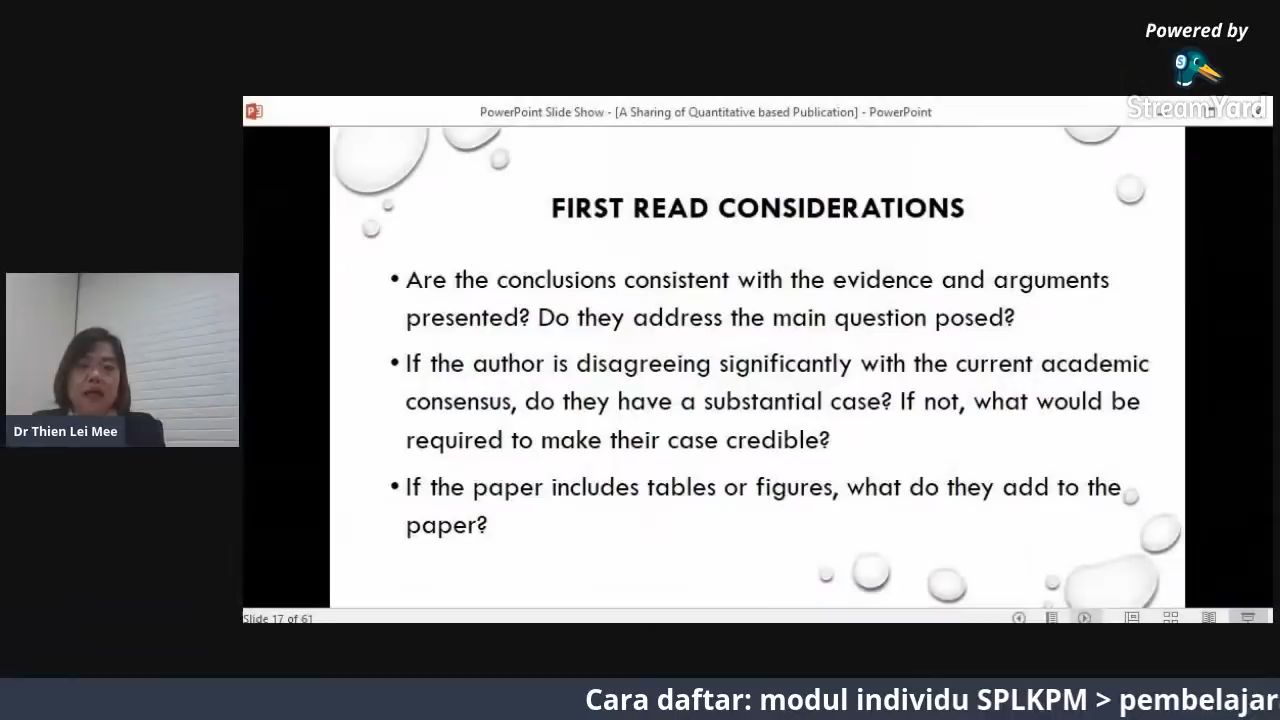 Powered by
S
StreamYard
PowerPoint Slide Show - [A Sharing of Quantitative based Publication] - PowerPoint
FIRST READ CONSIDERATIONS
• Are the conclusions consistent with the evidence and arguments
presented? Do they address the main question posed?
• If the author is disagreeing significantly with the current academic
consensus, do they have a substantial case? If not, what would be
required to make their case credible?
• If the paper includes tables or figures, what do they add to the
paper?
Dr Thien Lei Mee
Slide 17 of 61
Cara daftar: modul individu SPLKPM > pembelajar